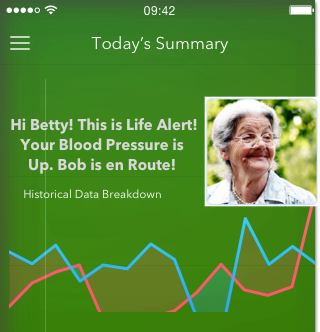 09:42
Today's Summary
Hi Betty! This is Life Alert!
Your Blood Pressure is
Up. Bob is en Route!
Historical Data Breakdown